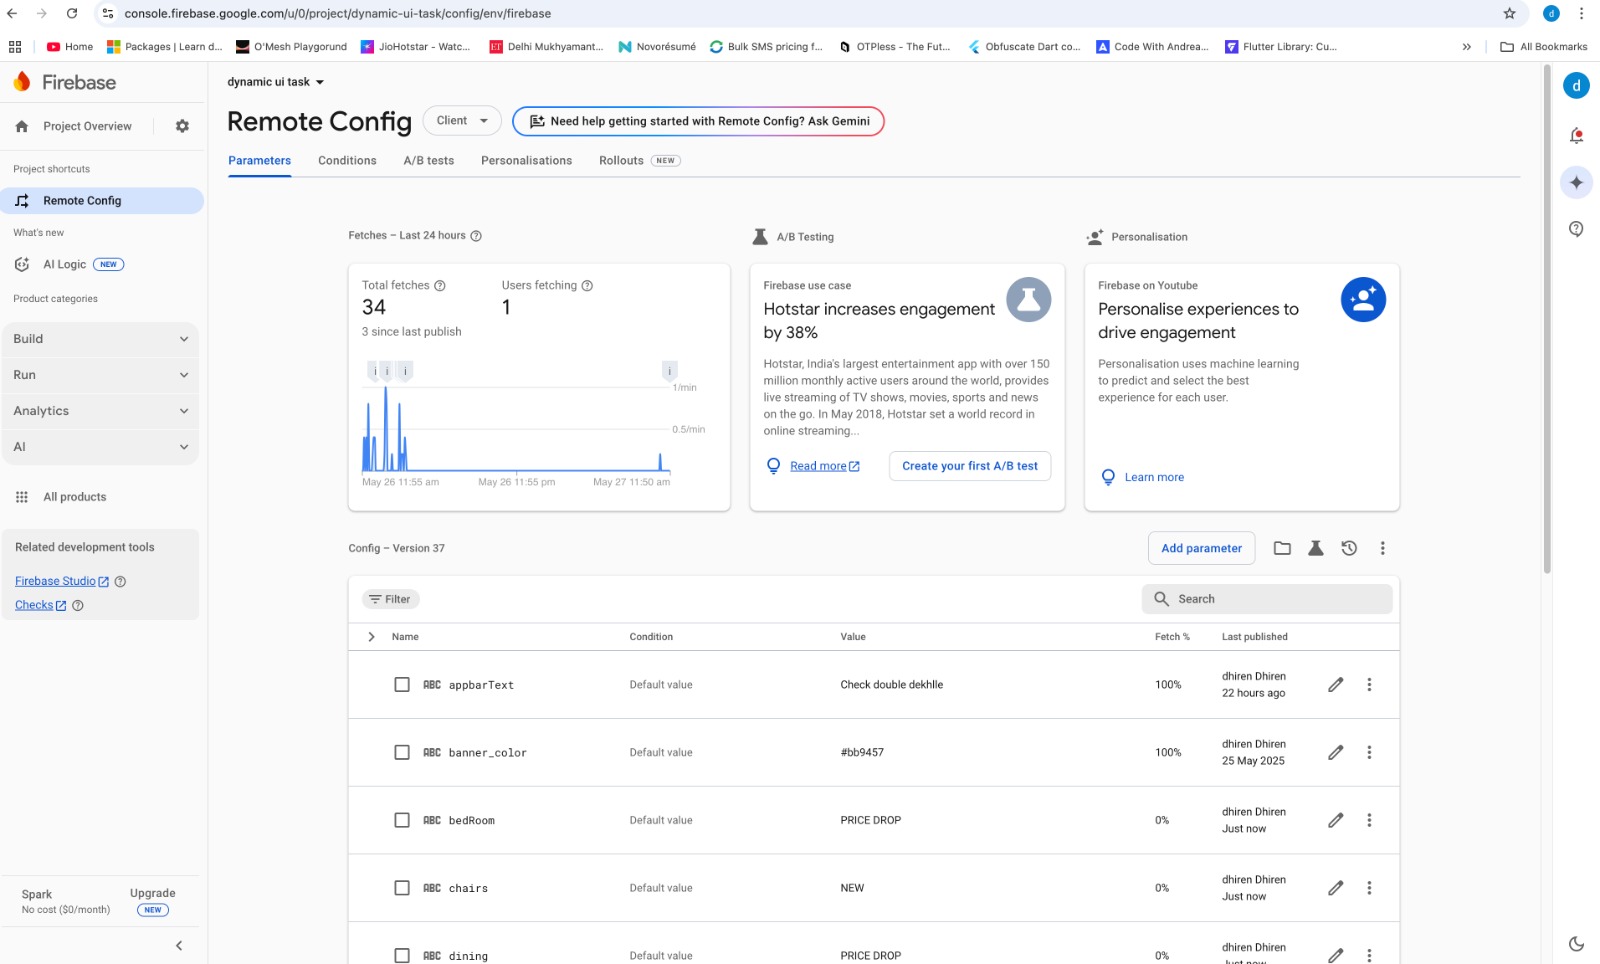 console.firebase.google.com/u/0/project/dynamic-ui-task/config/env/firebase
d
Home
Packages | Learn d...
O'Mesh Playgorund
JioHotstar - Watc...
ET Delhi Mukhyamant...
Novorésumé
Bulk SMS pricing f...
OTPless - The Fut...
Obfuscate Dart co...
A Code With Andrea...
Flutter Library: Cu...
All Bookmarks
Firebase
dynamic ui task
d
Remote Config
Client
Need help getting started with Remote Config? Ask Gemini
Project Overview
Parameters
Conditions
A/B tests
Personalisations
Rollouts NEW
Project shortcuts
Remote Config
What's new
AI Logic NEW
Product categories
Build
Run
Analytics
AI
All products
Related development tools
Firebase Studio
Checks
Spark
No cost ($0/month)
Upgrade
NEW
Fetches – Last 24 hours
Total fetches
34
3 since last publish
Users fetching
1
i i i i
1/min
0.5/min
May 26 11:55 am
May 26 11:55 pm
May 27 11:50 am
A/B Testing
Firebase use case
Hotstar increases engagement
by 38%
Hotstar, India's largest entertainment app with over 150
million monthly active users around the world, provides
live streaming of TV shows, movies, sports and news
on the go. In May 2018, Hotstar set a world record in
online streaming...
Read more
Create your first A/B test
Personalisation
Firebase on Youtube
Personalise experiences to
drive engagement
Personalisation uses machine learning
to predict and select the best
experience for each user.
Learn more
Config – Version 37
Add parameter
Filter
Search
Name
Condition
Value
Fetch %
Last published
ABC appbarText
Default value
Check double dekhlle
100%
dhiren Dhiren
22 hours ago
ABC banner_color
Default value
#bb9457
100%
dhiren Dhiren
25 May 2025
ABC bedRoom
Default value
PRICE DROP
0%
dhiren Dhiren
Just now
ABC chairs
Default value
NEW
0%
dhiren Dhiren
Just now
ABC dining
Default value
PRICE DROP
0%
dhiren Dhiren
Just now